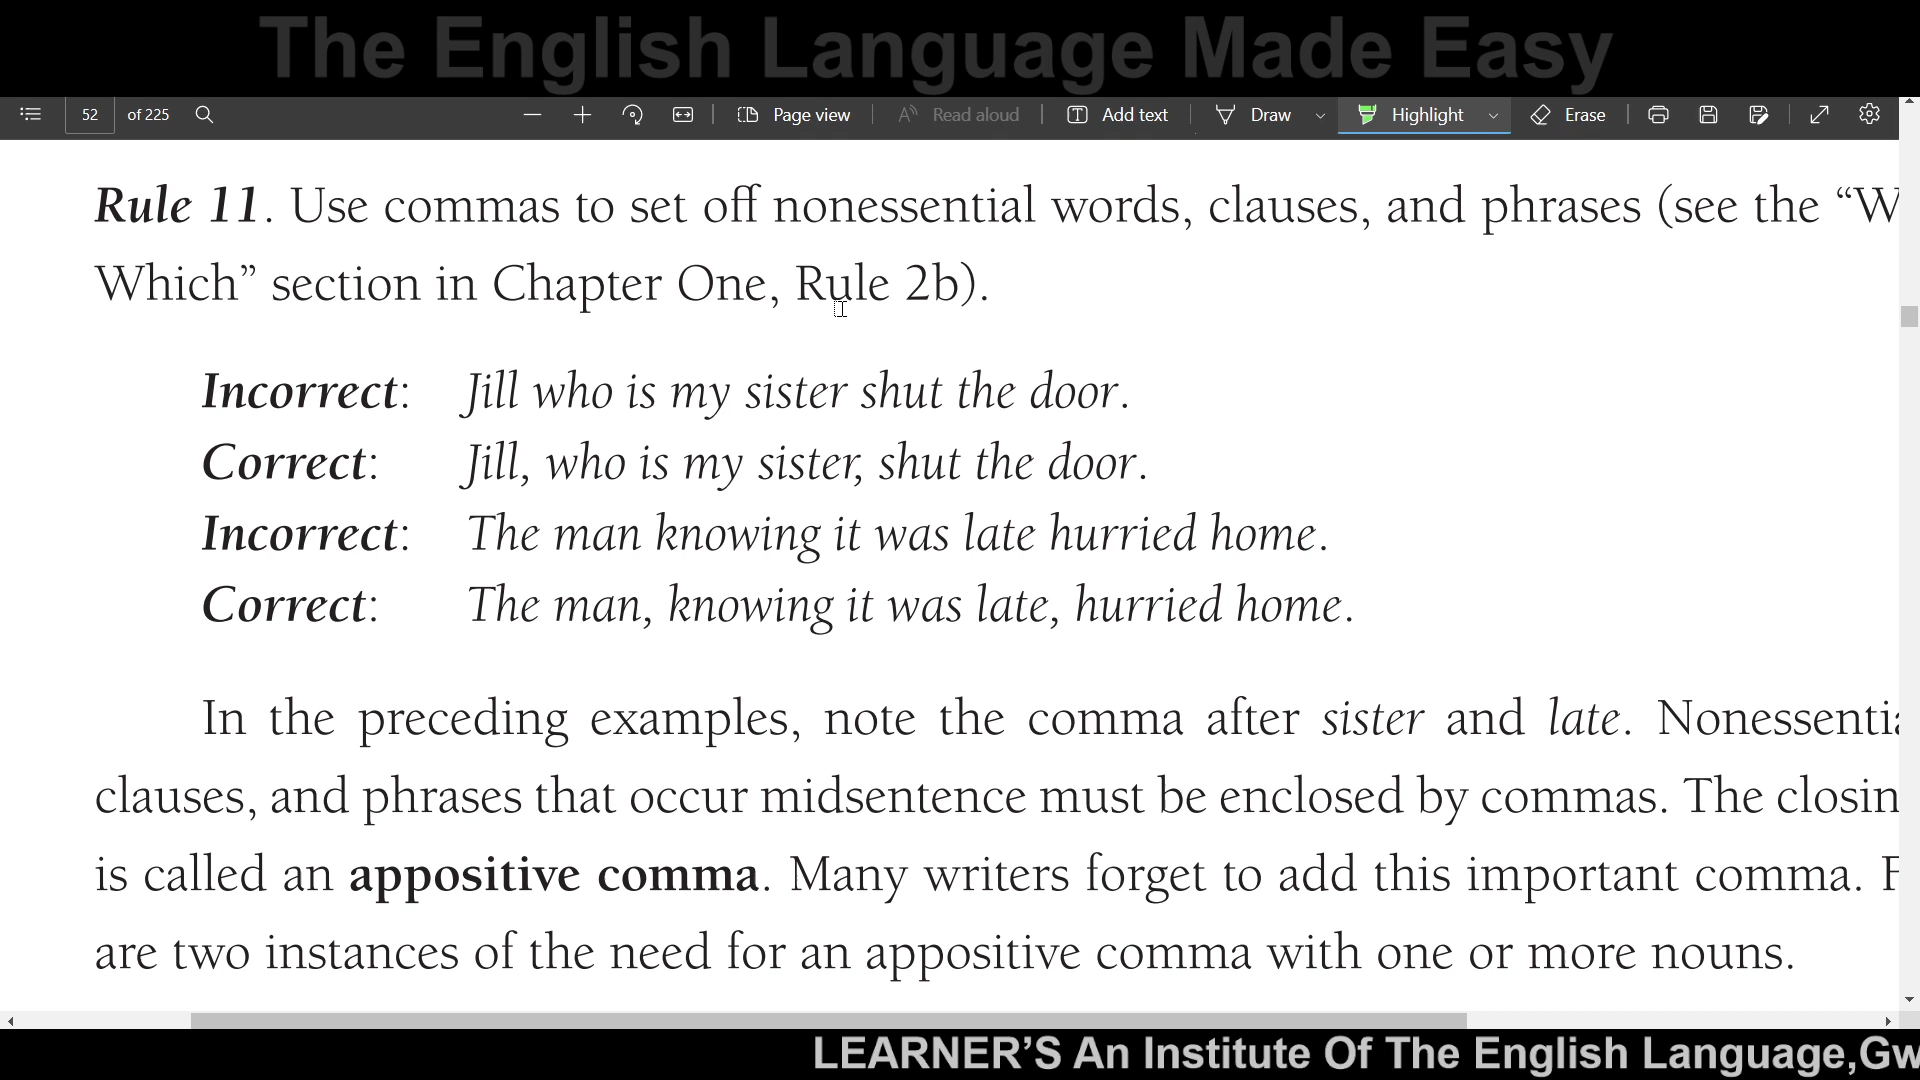 The English Language Made Easy
52 of 225 Page view Read aloud Add text Draw Highlight Erase
Rule 11. Use commas to set off nonessential words, clauses, and phrases (see the “W
Which” section in Chapter One, Rule 2b).
Incorrect: Jill who is my sister shut the door.
Correct: Jill, who is my sister, shut the door.
Incorrect: The man knowing it was late hurried home.
Correct: The man, knowing it was late, hurried home.
In the preceding examples, note the comma after sister and late. Nonessentia
clauses, and phrases that occur midsentence must be enclosed by commas. The closin
is called an appositive comma. Many writers forget to add this important comma. F
are two instances of the need for an appositive comma with one or more nouns.
LEARNER’S An Institute Of The English Language,Gw